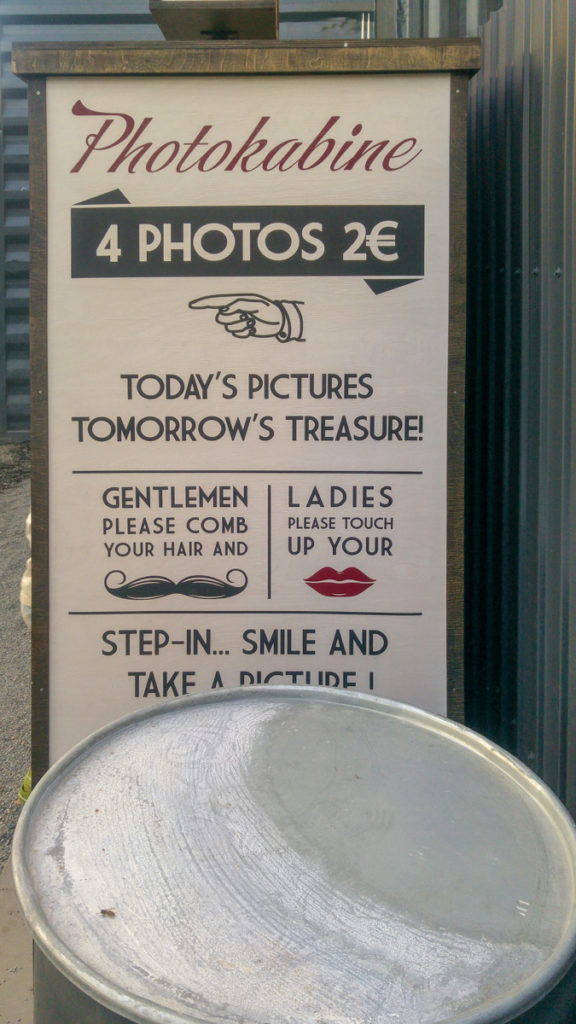 Photokabine
4 PHOTOS 2€
TODAY'S PICTURES
TOMORROW'S TREASURE!
GENTLEMEN
PLEASE COMB
YOUR HAIR AND
LADIES
PLEASE TOUCH
UP YOUR
STEP-IN... SMILE AND
TAKE A PICTURE !